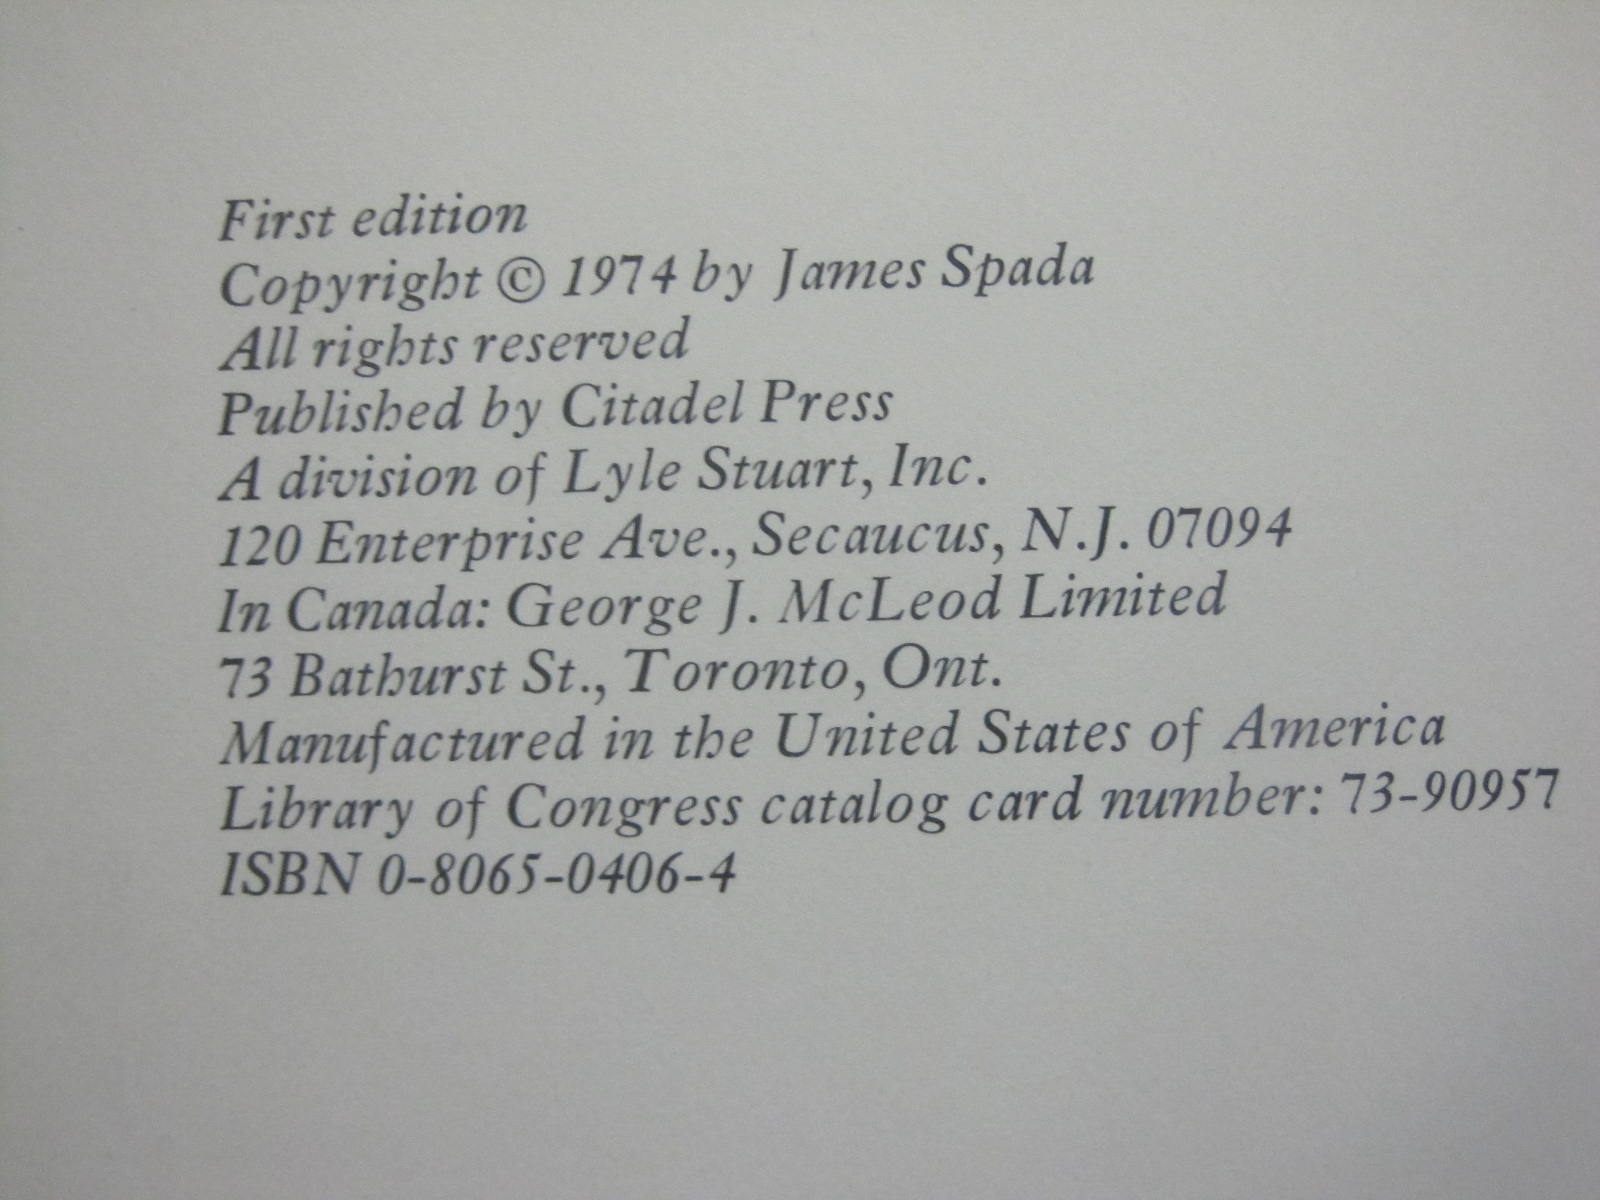 First edition
Copyright © 1974 by James Spada
All rights reserved
Published by Citadel Press
A division of Lyle Stuart, Inc.
120 Enterprise Ave., Secaucus, N.J. 07094
In Canada: George J. McLeod Limited
73 Bathurst St., Toronto, Ont.
Manufactured in the United States of America
Library of Congress catalog card number: 73-90957
ISBN 0-8065-0406-4